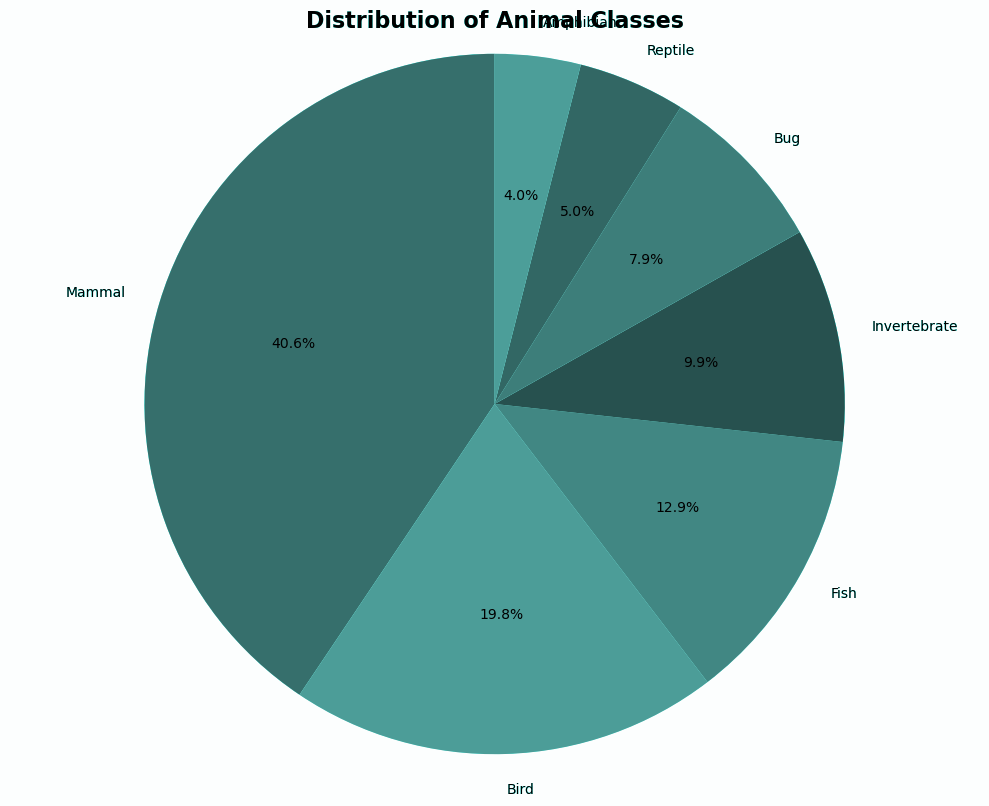 Distribution of Animal Classes
Amphibian
Reptile
Bug
Invertebrate
Fish
Bird
Mammal
4.0%
5.0%
7.9%
9.9%
12.9%
19.8%
40.6%